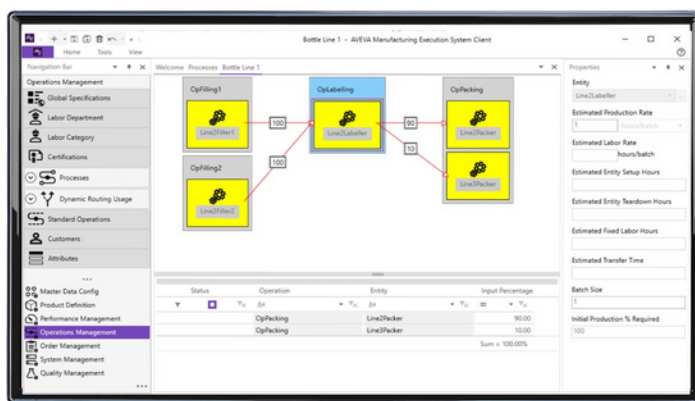 Bottle Line 1 - AVEVA Manufacturing Execution System Client
Home Tools View
Navigation Bar
Operations Management
Global Specifications
Labor Department
Labor Category
Certifications
Processes
Dynamic Routing Usage
Standard Operations
Customers
Attributes
Master Data Config
Product Definition
Performance Management
Operations Management
Order Management
System Management
Quality Management
Welcome Processes Bottle Line 1
OpFilling1
Line2Filler1
100
OpFilling2
Line2Filler2
100
OpLabelling
Line2Labeller
90
10
OpPacking
Line2Packer
Line3Packer
Status Operation Entity Input Percentage
OpPacking Line2Packer 90.00
OpPacking Line3Packer 10.00
Sum = 100.00%
Properties
Entity
Line2Labeller
Estimated Production Rate
1 hours/batch
Estimated Labor Rate
hours/batch
Estimated Entity Setup Hours
Estimated Entity Teardown Hours
Estimated Fixed Labor Hours
Estimated Transfer Time
Batch Size
1
Initial Production % Required
100